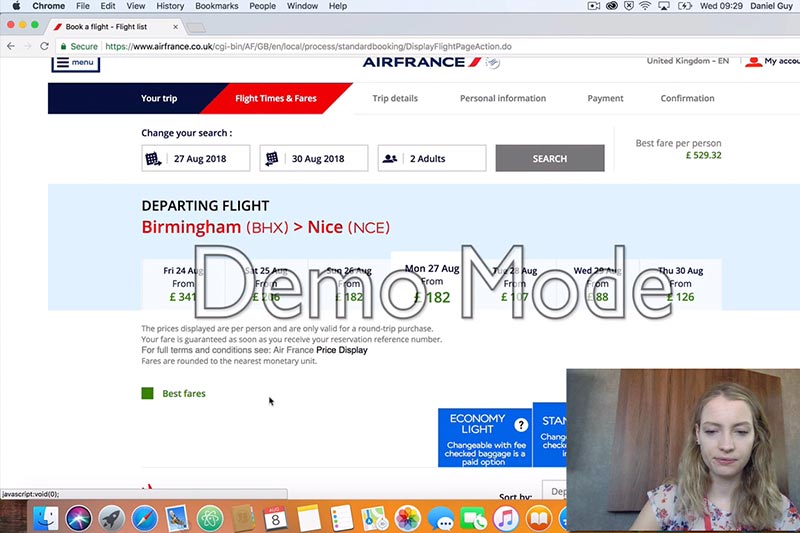 Chrome File Edit View History Bookmarks People Window Help Wed 09:29 Daniel Guy
Book a flight - Flight list
Secure https://www.airfrance.co.uk/cgi-bin/AF/GB/en/local/process/standardbooking/DisplayFlightPageAction.do
menu AIRFRANCE United Kingdom - EN My accou
Your trip Flight Times & Fares Trip details Personal information Payment Confirmation
Change your search :
27 Aug 2018 30 Aug 2018 2 Adults SEARCH
Best fare per person
£ 529.32
DEPARTING FLIGHT
Birmingham (BHX) > Nice (NCE)
Fri 24 Aug Sat 25 Aug Sun 26 Aug Mon 27 Aug Tue 28 Aug Wed 29 Aug Thu 30 Aug
From From From From From From From
£ 341 £ 206 £ 182 £ 182 £ 107 £ 88 £ 126
Demo Mode
The prices displayed are per person and are only valid for a round-trip purchase.
Your fare is guaranteed as soon as you receive your reservation reference number.
For full terms and conditions see: Air France Price Display
Fares are rounded to the nearest monetary unit.
Best fares
ECONOMY
LIGHT ?
Changeable with fee
checked baggage is a
paid option
STAN
Chang
check
in
javascript:void(0);
Sort by: Dep
AUG
8